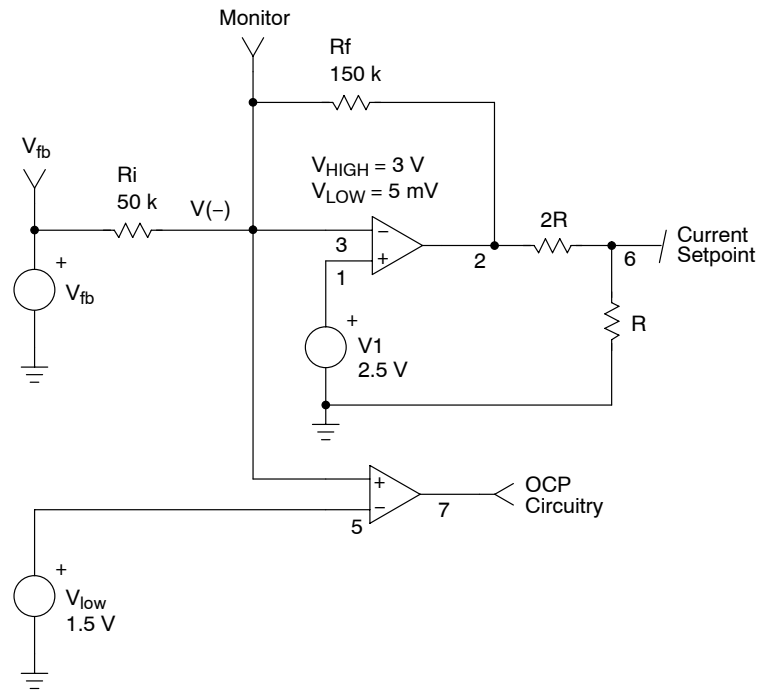 Monitor
Rf
150 k
Vfb
Ri
50 k
VHIGH = 3 V
VLOW = 5 mV
V(−)
2R
3
−
Current
Setpoint
2
6
+
1
+
Vfb
+
V1
2.5 V
R
+
OCP
Circuitry
−
7
5
+
Vlow
1.5 V